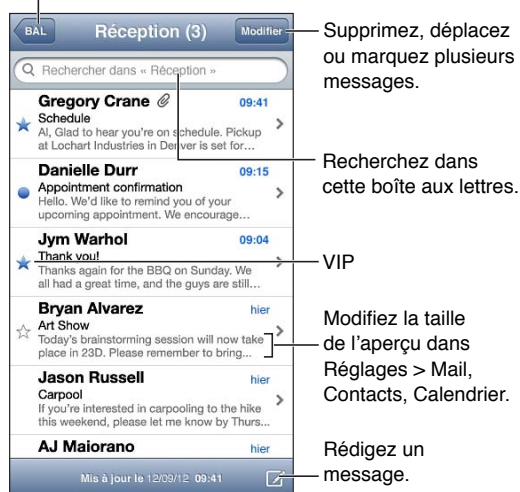 BAL
Réception (3)
Modifier
Rechercher dans « Réception »
Gregory Crane
09:41
Schedule
Al, Glad to hear you're on schedule. Pickup
at Lochart Industries in Denver is set for...
Danielle Durr
09:15
Appointment confirmation
Hello. We'd like to remind you of your
upcoming appointment. We encourage...
Jym Warhol
09:04
Thank you!
Thanks again for the BBQ on Sunday. We
all had a great time, and the guys are still...
Bryan Alvarez
hier
Art Show
Today's brainstorming session will now take
place in 23D. Please remember to bring...
Jason Russell
hier
Carpool
If you're interested in carpooling to the hike
this weekend, please let me know by Thurs...
AJ Maiorano
hier
Mis à jour le 12/09/12 09:41
Supprimez, déplacez
ou marquez plusieurs
messages.
Recherchez dans
cette boîte aux lettres.
VIP
Modifiez la taille
de l'aperçu dans
Réglages > Mail,
Contacts, Calendrier.
Rédigez un
message.